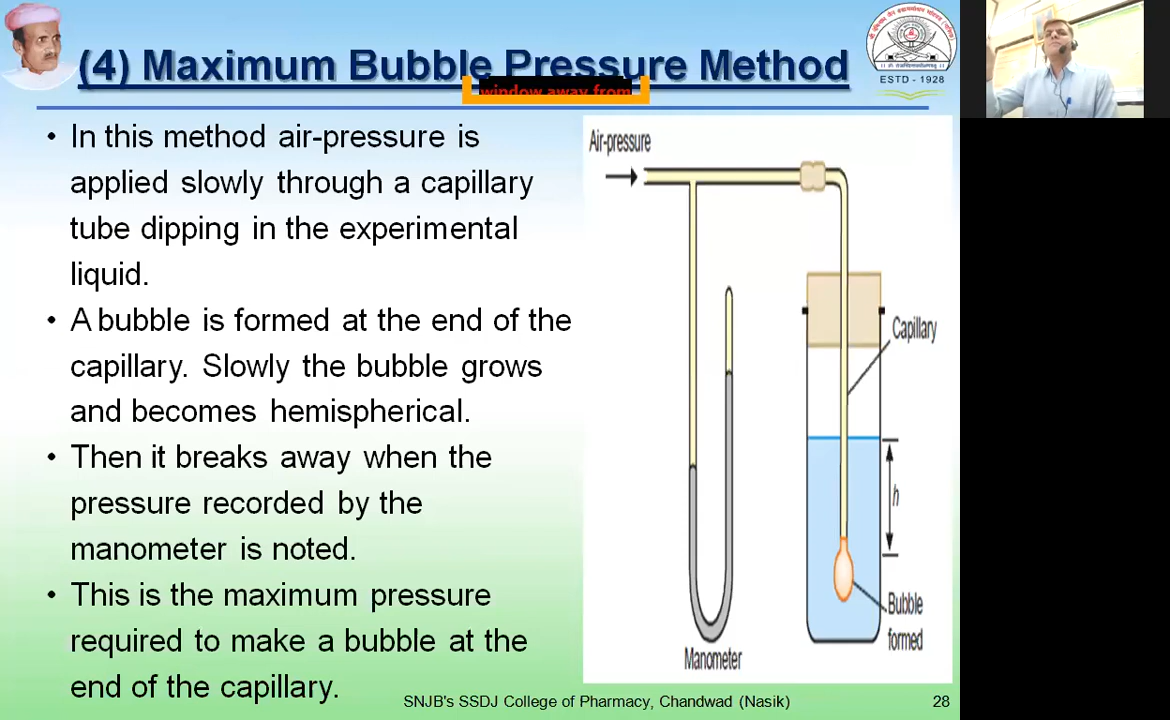 (4) Maximum Bubble Pressure Method
window away from
ESTD - 1928
• In this method air-pressure is
applied slowly through a capillary
tube dipping in the experimental
liquid.
• A bubble is formed at the end of the
capillary. Slowly the bubble grows
and becomes hemispherical.
• Then it breaks away when the
pressure recorded by the
manometer is noted.
• This is the maximum pressure
required to make a bubble at the
end of the capillary.
Air-pressure
Capillary
h
Bubble
formed
Manometer
SNJB's SSDJ College of Pharmacy, Chandwad (Nasik)
28